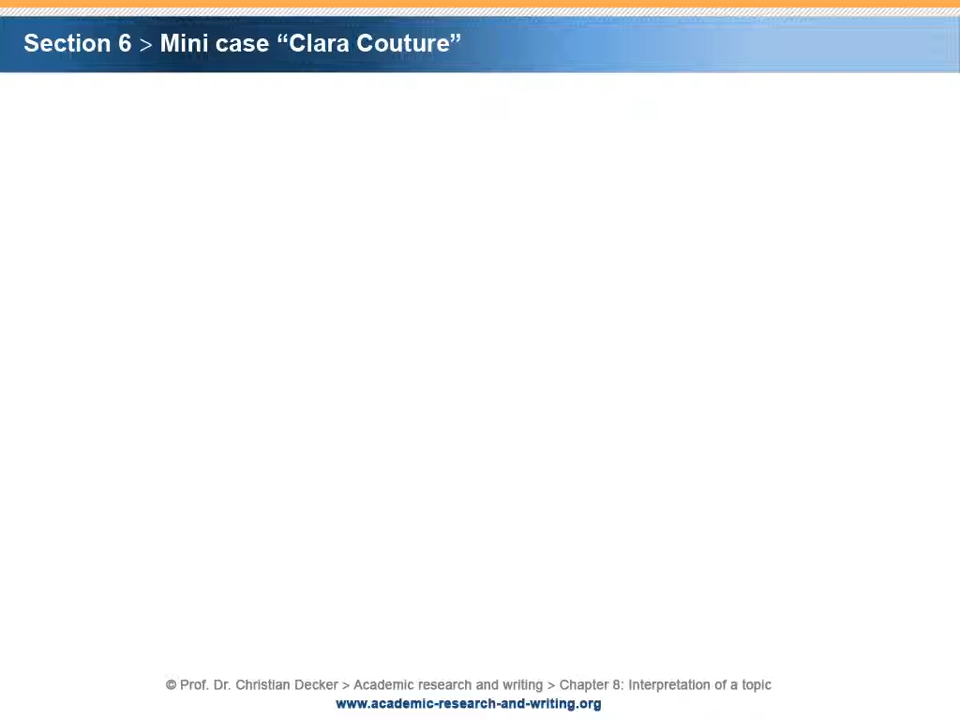 Section 6 > Mini case “Clara Couture”
© Prof. Dr. Christian Decker > Academic research and writing > Chapter 8: Interpretation of a topic
www.academic-research-and-writing.org